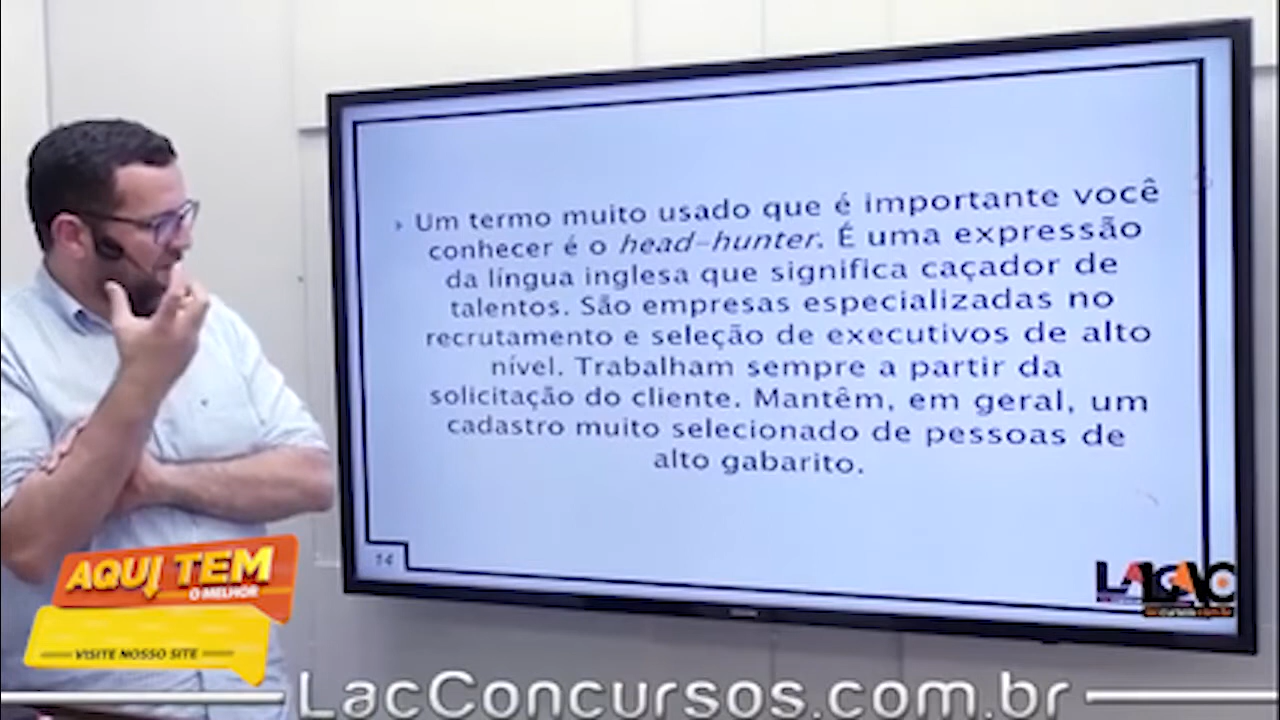 Um termo muito usado que é importante você
conhecer é o head-hunter. É uma expressão
da língua inglesa que significa caçador de
talentos. São empresas especializadas no
recrutamento e seleção de executivos de alto
nível. Trabalham sempre a partir da
solicitação do cliente. Mantêm, em geral, um
cadastro muito selecionado de pessoas de
alto gabarito.
14
AQUI TEM
O MELHOR
VISITE NOSSO SITE
LacConcursos.com.br